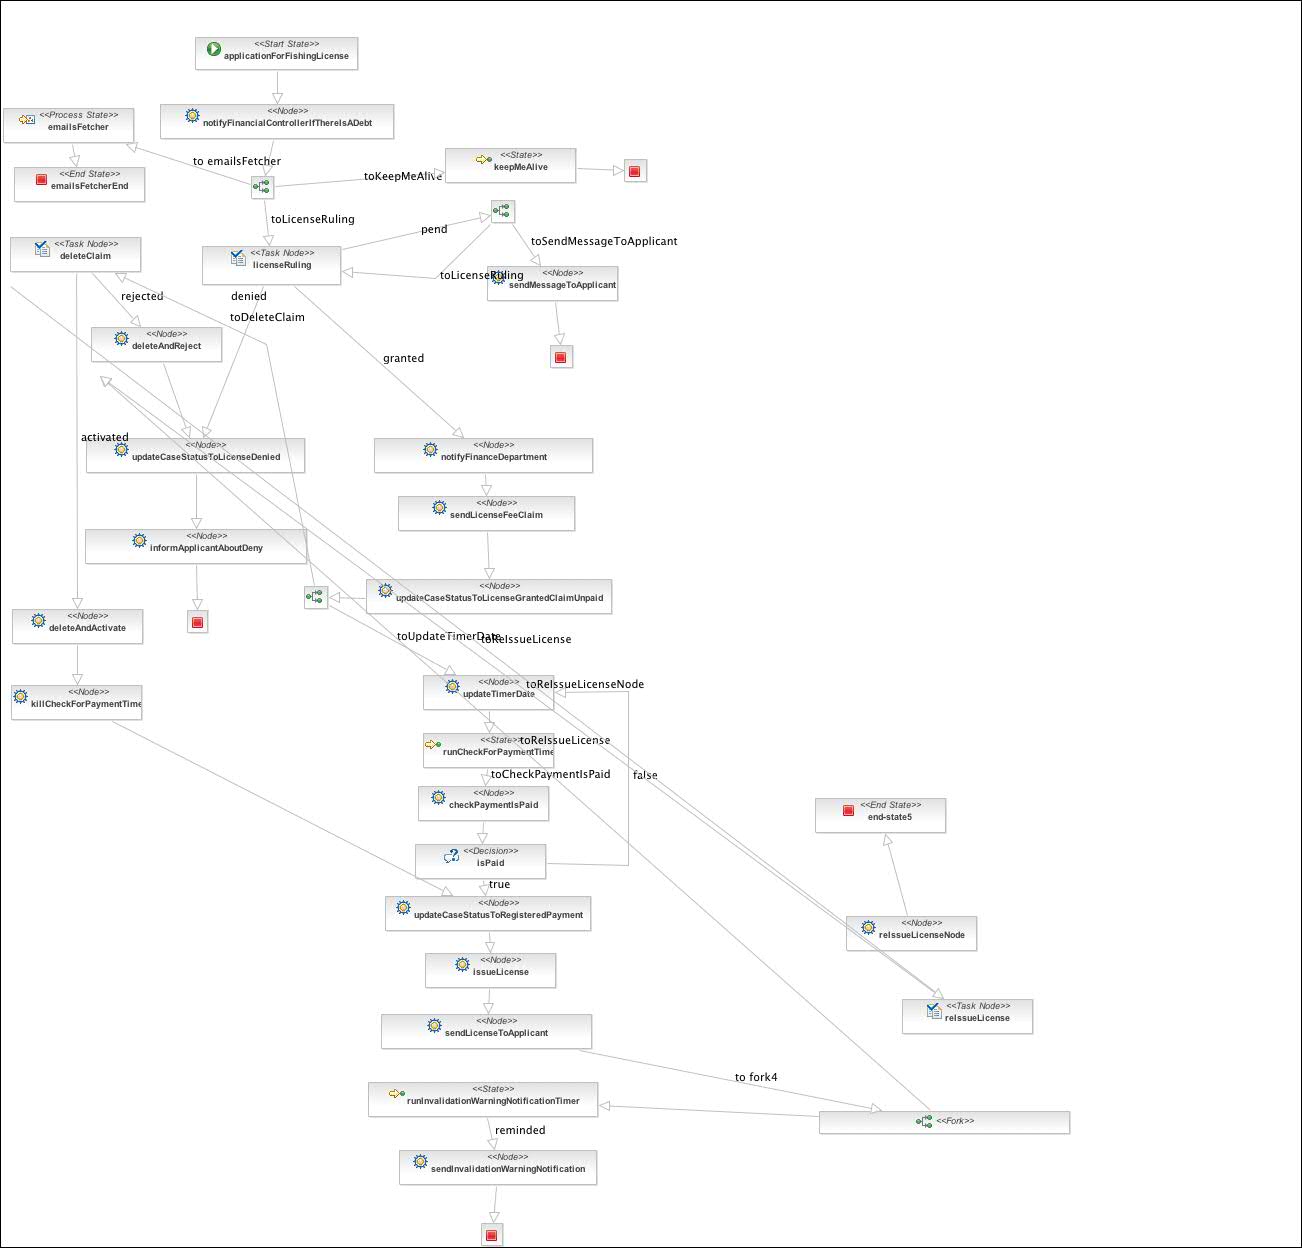 <<Start State>>
applicationForFishingLicense
<<Process State>>
emailsFetcher
<<Node>>
notifyFinancialControllerIfThereIsADebt
to emailsFetcher
<<State>>
keepMeAlive
<<End State>>
emailsFetcherEnd
toKeepMeAlive
toLicenseRuling
pend
toSendMessageToApplicant
<<Task Node>>
deleteClaim
<<Task Node>>
licenseRuling
toLicenseRuling
<<Node>>
sendMessageToApplicant
rejected
denied
toDeleteClaim
<<Node>>
deleteAndReject
granted
activated
<<Node>>
updateCaseStatusToLicenseDenied
<<Node>>
notifyFinanceDepartment
<<Node>>
sendLicenseFeeClaim
<<Node>>
informApplicantAboutDeny
<<Node>>
updateCaseStatusToLicenseGrantedClaimUnpaid
<<Node>>
deleteAndActivate
toUpdateTimerDate
toReIssueLicense
<<Node>>
killCheckForPaymentTime
<<Node>>
updateTimerDate
toReIssueLicenseNode
<<State>>
runCheckForPaymentTime
toReIssueLicense
toCheckPaymentIsPaid
false
<<Node>>
checkPaymentIsPaid
<<End State>>
end-state5
<<Decision>>
isPaid
true
<<Node>>
updateCaseStatusToRegisteredPayment
<<Node>>
reIssueLicenseNode
<<Node>>
issueLicense
<<Task Node>>
reIssueLicense
<<Node>>
sendLicenseToApplicant
to fork4
<<State>>
runInvalidationWarningNotificationTimer
<<Fork>>
reminded
<<Node>>
sendInvalidationWarningNotification